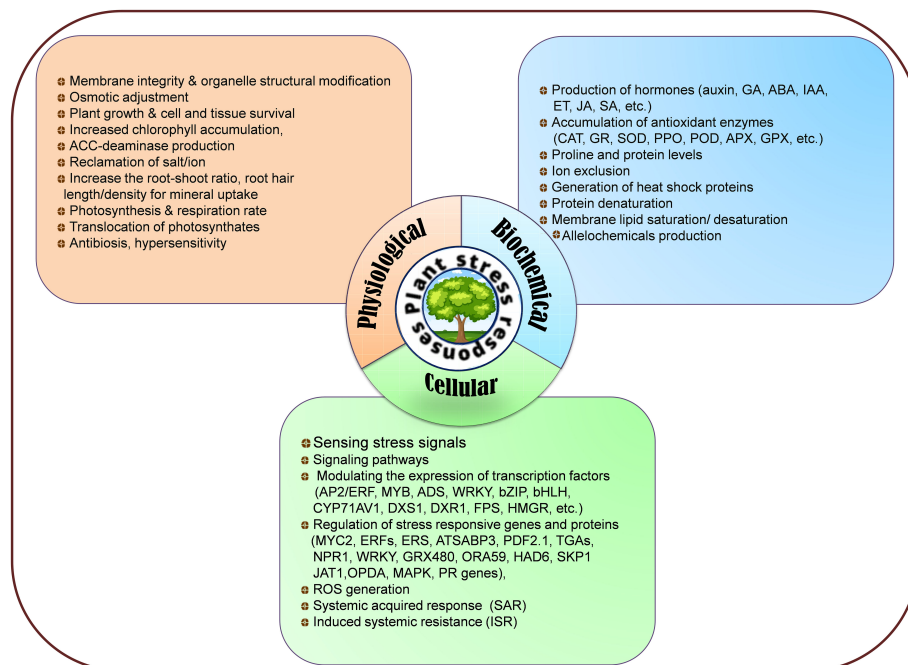 Membrane integrity & organelle structural modification
Osmotic adjustment
Plant growth & cell and tissue survival
Increased chlorophyll accumulation,
ACC-deaminase production
Reclamation of salt/ion
Increase the root-shoot ratio, root hair
length/density for mineral uptake
Photosynthesis & respiration rate
Translocation of photosynthates
Antibiosis, hypersensitivity
Production of hormones (auxin, GA, ABA, IAA,
ET, JA, SA, etc.)
Accumulation of antioxidant enzymes
(CAT, GR, SOD, PPO, POD, APX, GPX, etc.)
Proline and protein levels
Ion exclusion
Generation of heat shock proteins
Protein denaturation
Membrane lipid saturation/ desaturation
Allelochemicals production
Physiological
Biochemical
Plant stress responses
Cellular
Sensing stress signals
Signaling pathways
Modulating the expression of transcription factors
(AP2/ERF, MYB, ADS, WRKY, bZIP, bHLH,
CYP71AV1, DXS1, DXR1, FPS, HMGR, etc.)
Regulation of stress responsive genes and proteins
(MYC2, ERFs, ERS, ATSABP3, PDF2.1, TGAs,
NPR1, WRKY, GRX480, ORA59, HAD6, SKP1
JAT1,OPDA, MAPK, PR genes),
ROS generation
Systemic acquired response (SAR)
Induced systemic resistance (ISR)